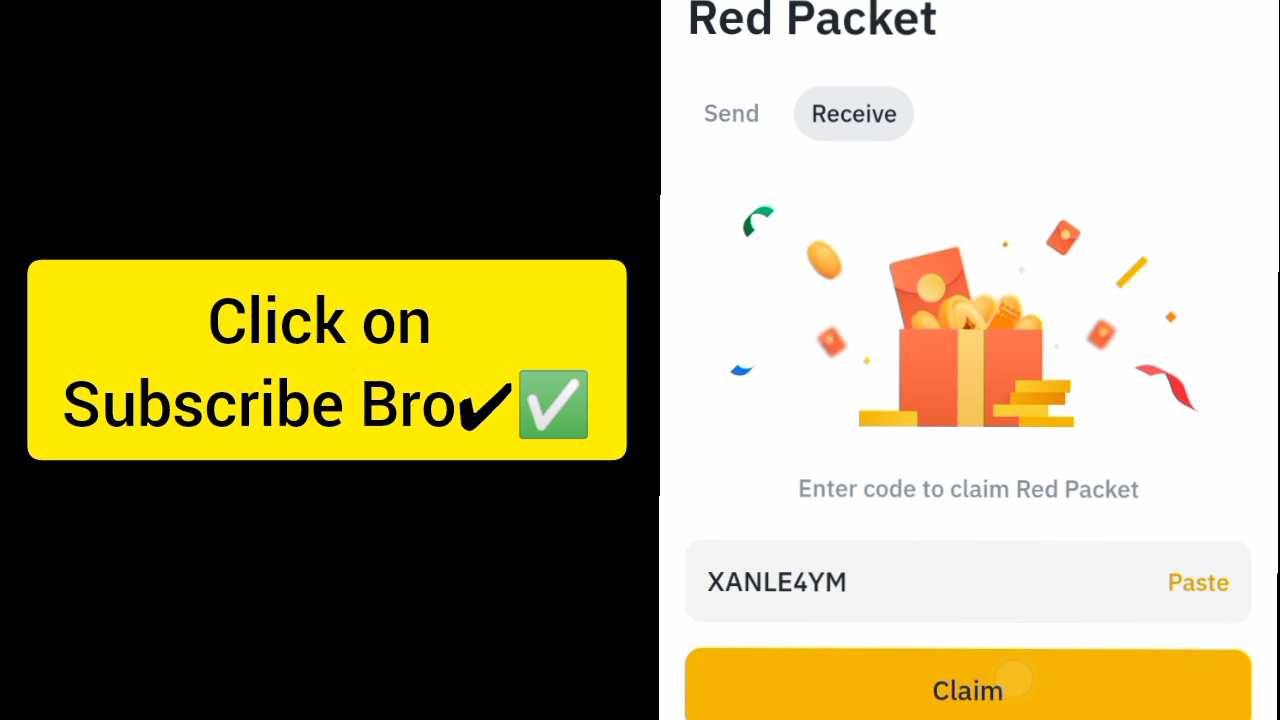 Click on
Subscribe Bro✔✅
Red Packet
Send
Receive
Enter code to claim Red Packet
XANLE4YM
Paste
Claim